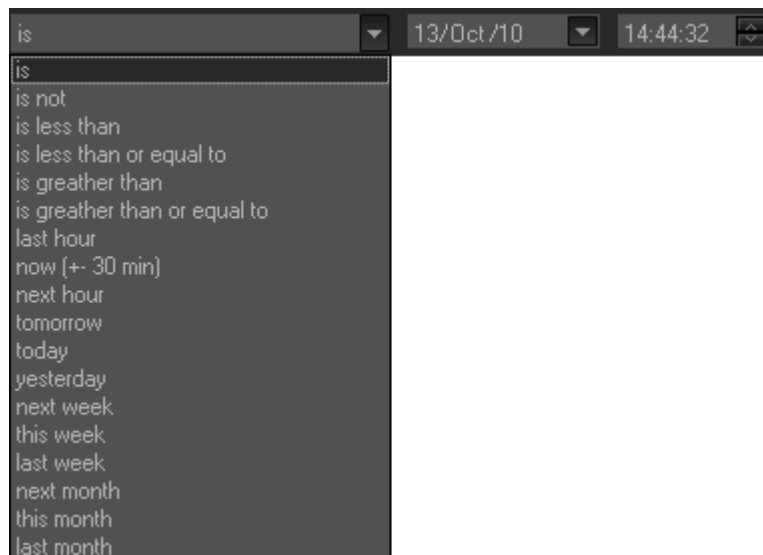 is 13/Oct/10 14:44:32
is
is not
is less than
is less than or equal to
is greather than
is greather than or equal to
last hour
now (+- 30 min)
next hour
tomorrow
today
yesterday
next week
this week
last week
next month
this month
last month